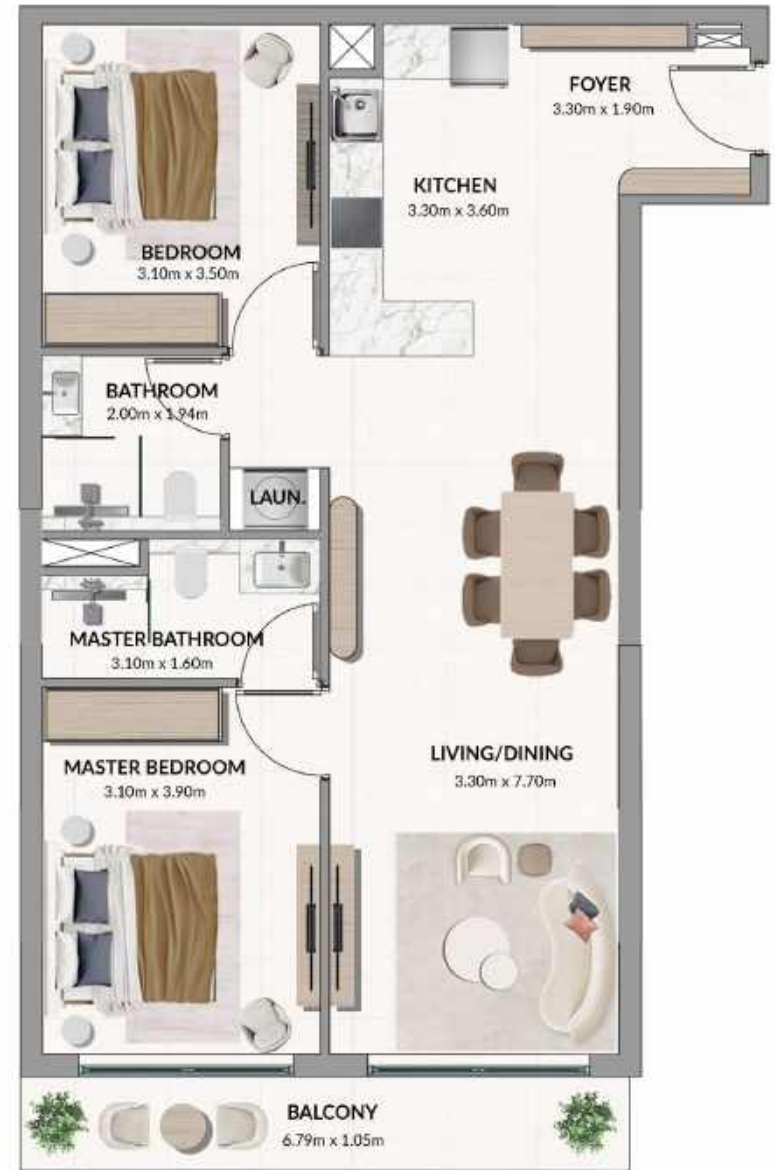 FOYER
3.30m x 1.90m
KITCHEN
3.30m x 3.60m
BEDROOM
3.10m x 3.50m
BATHROOM
2.00m x 1.94m
LAUN.
MASTER BATHROOM
3.10m x 1.60m
MASTER BEDROOM
3.10m x 3.90m
LIVING/DINING
3.30m x 7.70m
BALCONY
6.79m x 1.05m